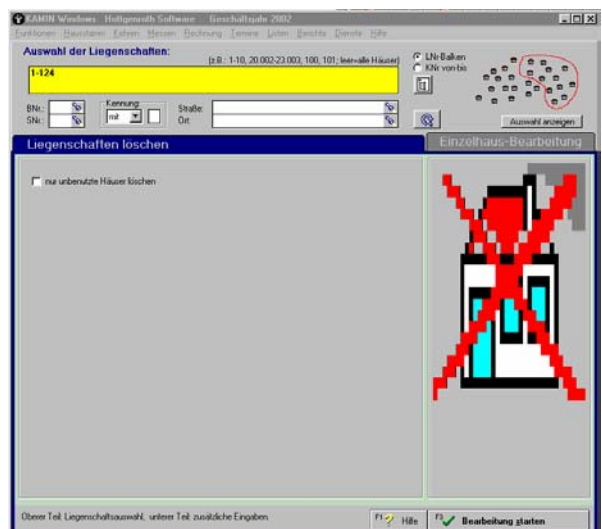 KAMIN Windows Hottgenroth Software Geschäftsjahr 2002
Funktionen Hausdaten Kehren Messen Rechnung Termine Listen Berichte Dienste Hilfe
Auswahl der Liegenschaften:
(z.B.: 1-10, 20.002-23.003, 100, 101; leer=alle Häuser)
1-124
LNr-Balken
KNr von-bis
BNr.:
SNr.:
Kennung:
mit
Straße:
Ort:
Auswahl anzeigen
Liegenschaften löschen
Einzelhaus-Bearbeitung
nur unbenutzte Häuser löschen
Oberer Teil: Liegenschaftsauswahl, unterer Teil: zusätzliche Eingaben.
F1 Hilfe
F3 Bearbeitung starten